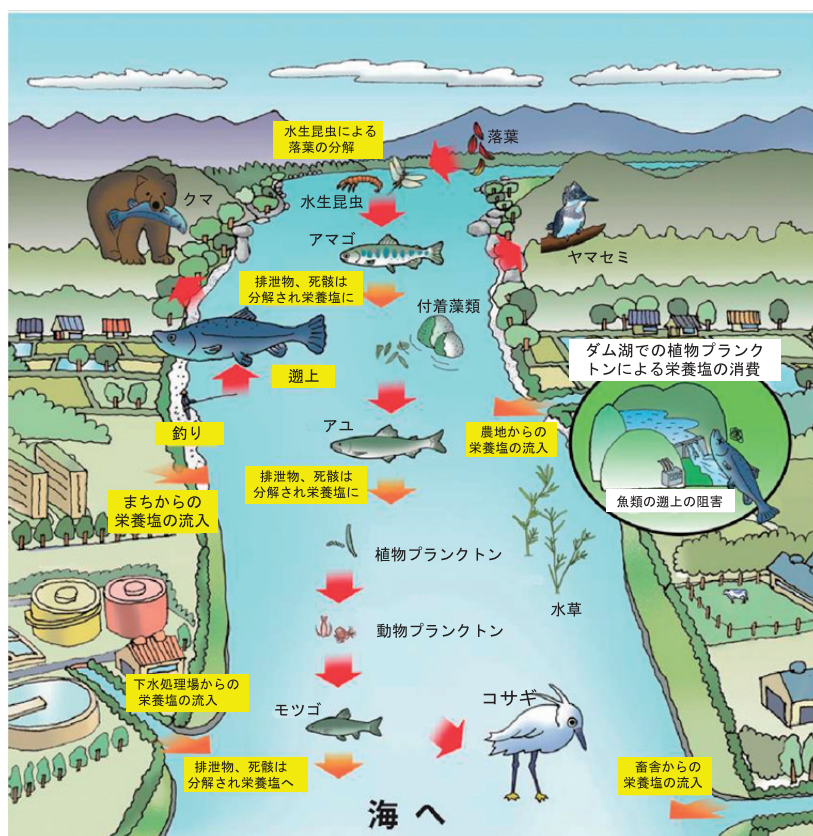 水生昆虫による
落葉の分解
落葉
クマ
水生昆虫
アマゴ
ヤマセミ
排泄物、死骸は
分解され栄養塩に
付着藻類
ダム湖での植物プランク
トンによる栄養塩の消費
遡上
釣り
アユ
農地からの
栄養塩の流入
排泄物、死骸は
分解され栄養塩に
魚類の遡上の阻害
まちからの
栄養塩の流入
植物プランクトン
水草
動物プランクトン
下水処理場からの
栄養塩の流入
モツゴ
コサギ
排泄物、死骸は
分解され栄養塩へ
畜舎からの
栄養塩の流入
海へ